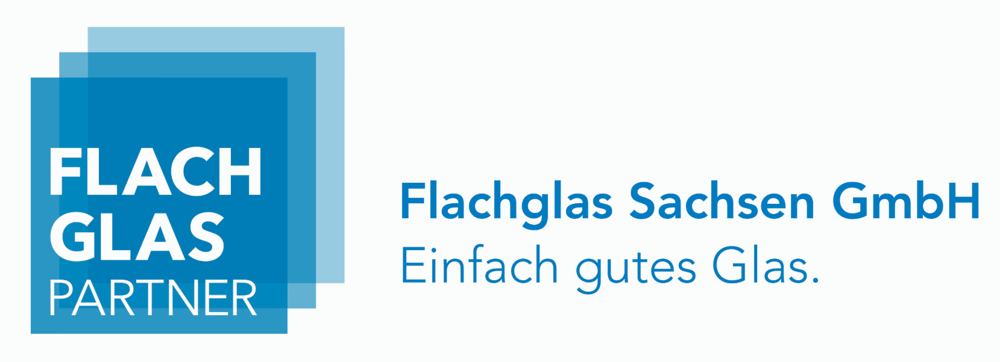 FLACH
GLAS
PARTNER
Flachglas Sachsen GmbH
Einfach gutes Glas.